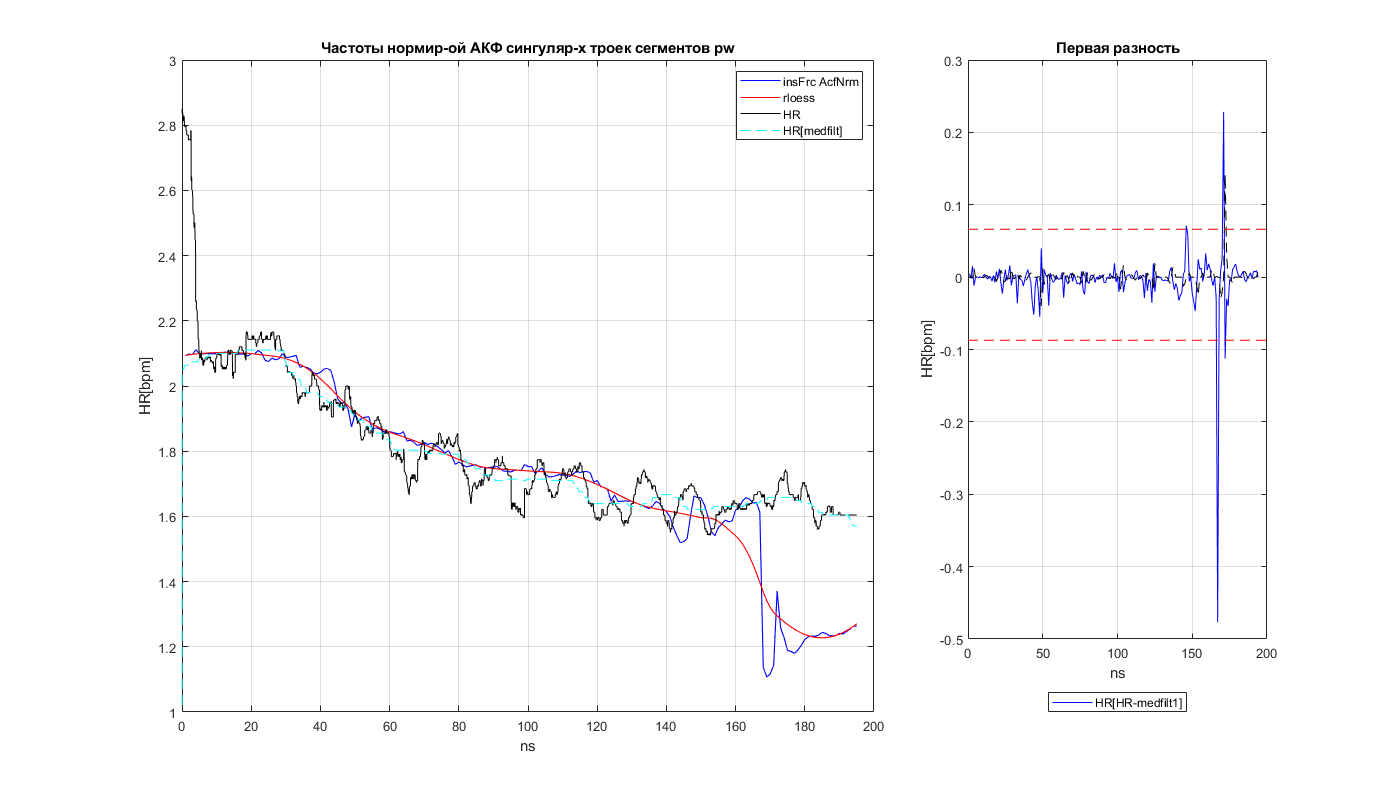 Частоты нормир-ой АКФ сингуляр-х троек сегментов pw
3
2.8
2.6
2.4
2.2
2
1.8
1.6
1.4
1.2
1
HR[bpm]
insFrc AcfNrm
rloess
HR
HR[medfilt]
0 20 40 60 80 100 120 140 160 180 200
ns
Первая разность
0.3
0.2
0.1
0
-0.1
-0.2
-0.3
-0.4
-0.5
HR[bpm]
0 50 100 150 200
ns
HR[HR-medfilt1]